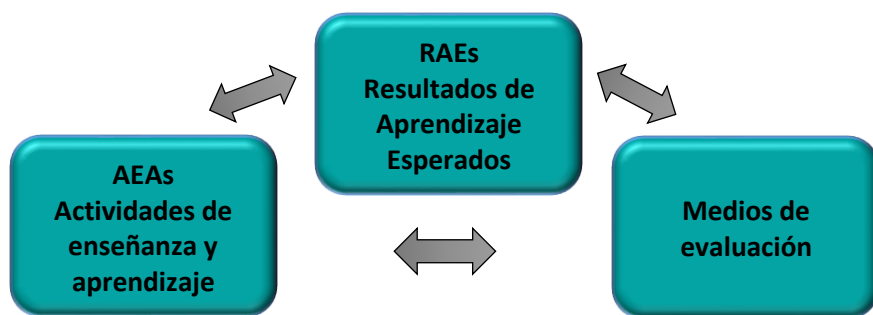 RAEs
Resultados de
Aprendizaje
Esperados
AEAs
Actividades de
enseñanza y
aprendizaje
Medios de
evaluación